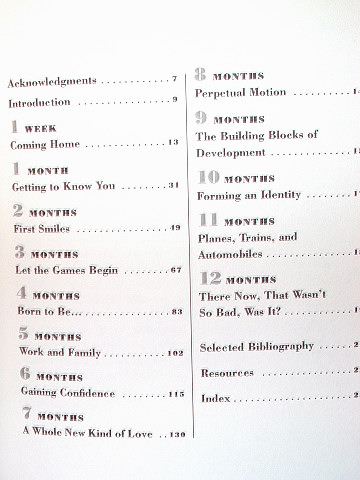 Acknowledgments ........... 7
Introduction ............... 9
1 WEEK
Coming Home ............ 13
1 MONTH
Getting to Know You ........ 31
2 MONTHS
First Smiles .............. 49
3 MONTHS
Let the Games Begin ........ 67
4 MONTHS
Born to Be... ............. 83
5 MONTHS
Work and Family ........... 102
6 MONTHS
Gaining Confidence ........ 115
7 MONTHS
A Whole New Kind of Love .. 130
8 MONTHS
Perpetual Motion ..........
9 MONTHS
The Building Blocks of
Development ............
10 MONTHS
Forming an Identity ........
11 MONTHS
Planes, Trains, and
Automobiles ..............
12 MONTHS
There Now, That Wasn't
So Bad, Was It? ...........
Selected Bibliography ......
Resources ...............
Index ...................